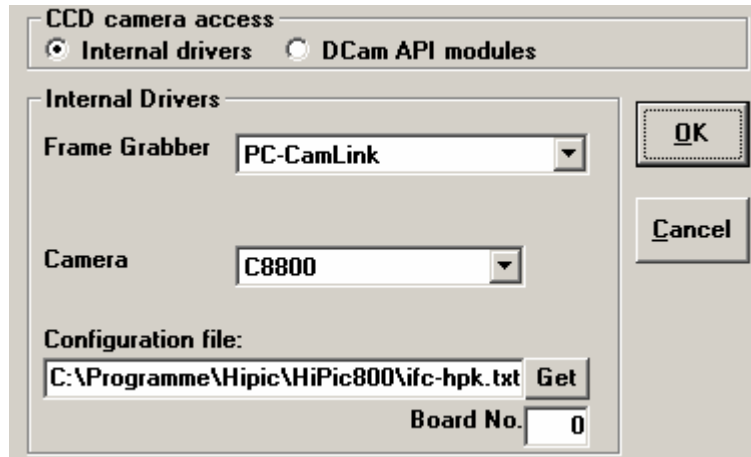 CCD camera access
Internal drivers DCam API modules
Internal Drivers
Frame Grabber PC-CamLink
OK
Camera C8800
Cancel
Configuration file:
C:\Programme\Hipic\HiPic800\ifc-hpk.txt Get
Board No. 0